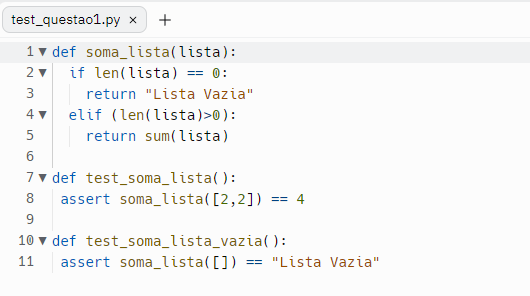 test_questao1.py × +
1 ▼ def soma_lista(lista):
2 ▼   if len(lista) == 0:
3       return "Lista Vazia"
4 ▼   elif (len(lista)>0):
5       return sum(lista)
6
7 ▼ def test_soma_lista():
8    assert soma_lista([2,2]) == 4
9
10 ▼ def test_soma_lista_vazia():
11    assert soma_lista([]) == "Lista Vazia"